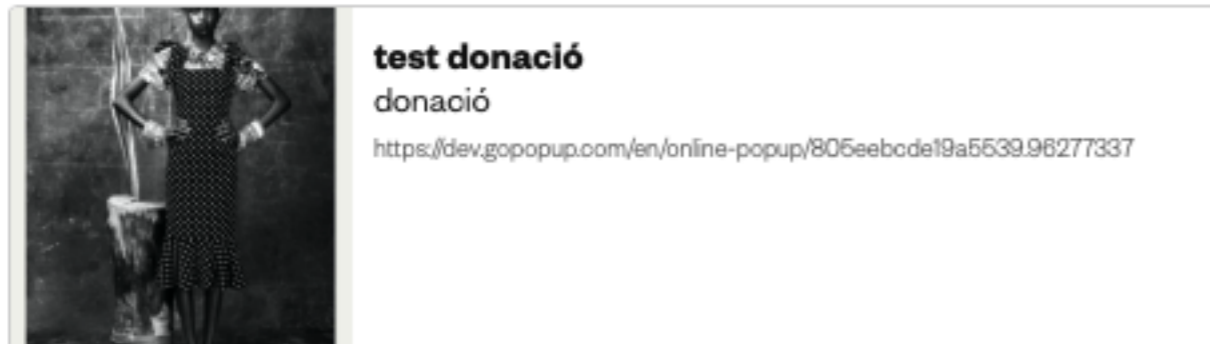 test donació
donació
https://dev.gopopup.com/en/online-popup/805eebcde19a5539.96277337